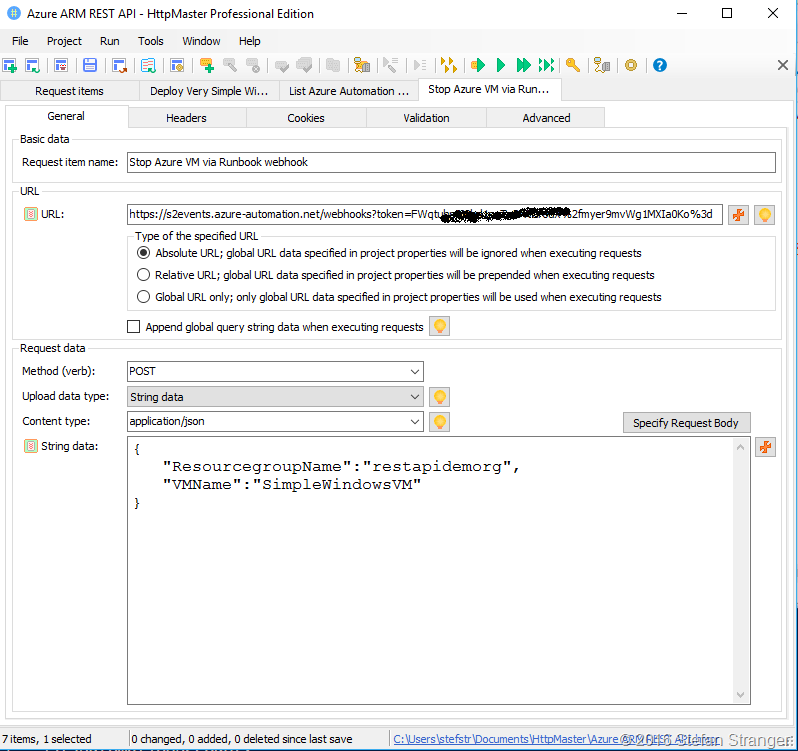 Azure ARM REST API - HttpMaster Professional Edition
File Project Run Tools Window Help
Request items Deploy Very Simple Wi... List Azure Automation ... Stop Azure VM via Run...
General Headers Cookies Validation Advanced
Basic data
Request item name: Stop Azure VM via Runbook webhook
URL
URL: https://s2events.azure-automation.net/webhooks?token=FWqtu 2fmyer9mvWg1MXIa0Ko%3d
Type of the specified URL
Absolute URL; global URL data specified in project properties will be ignored when executing requests
Relative URL; global URL data specified in project properties will be prepended when executing requests
Global URL only; only global URL data specified in project properties will be used when executing requests
Append global query string data when executing requests
Request data
Method (verb): POST
Upload data type: String data
Content type: application/json
Specify Request Body
String data: {
"ResourcegroupName":"restapidemorg",
"VMName":"SimpleWindowsVM"
}
7 items, 1 selected 0 changed, 0 added, 0 deleted since last save C:\Users\stefstr\Documents\HttpMaster\Azure ARM REST API.hmpr
© 2016 Stefan Stranger